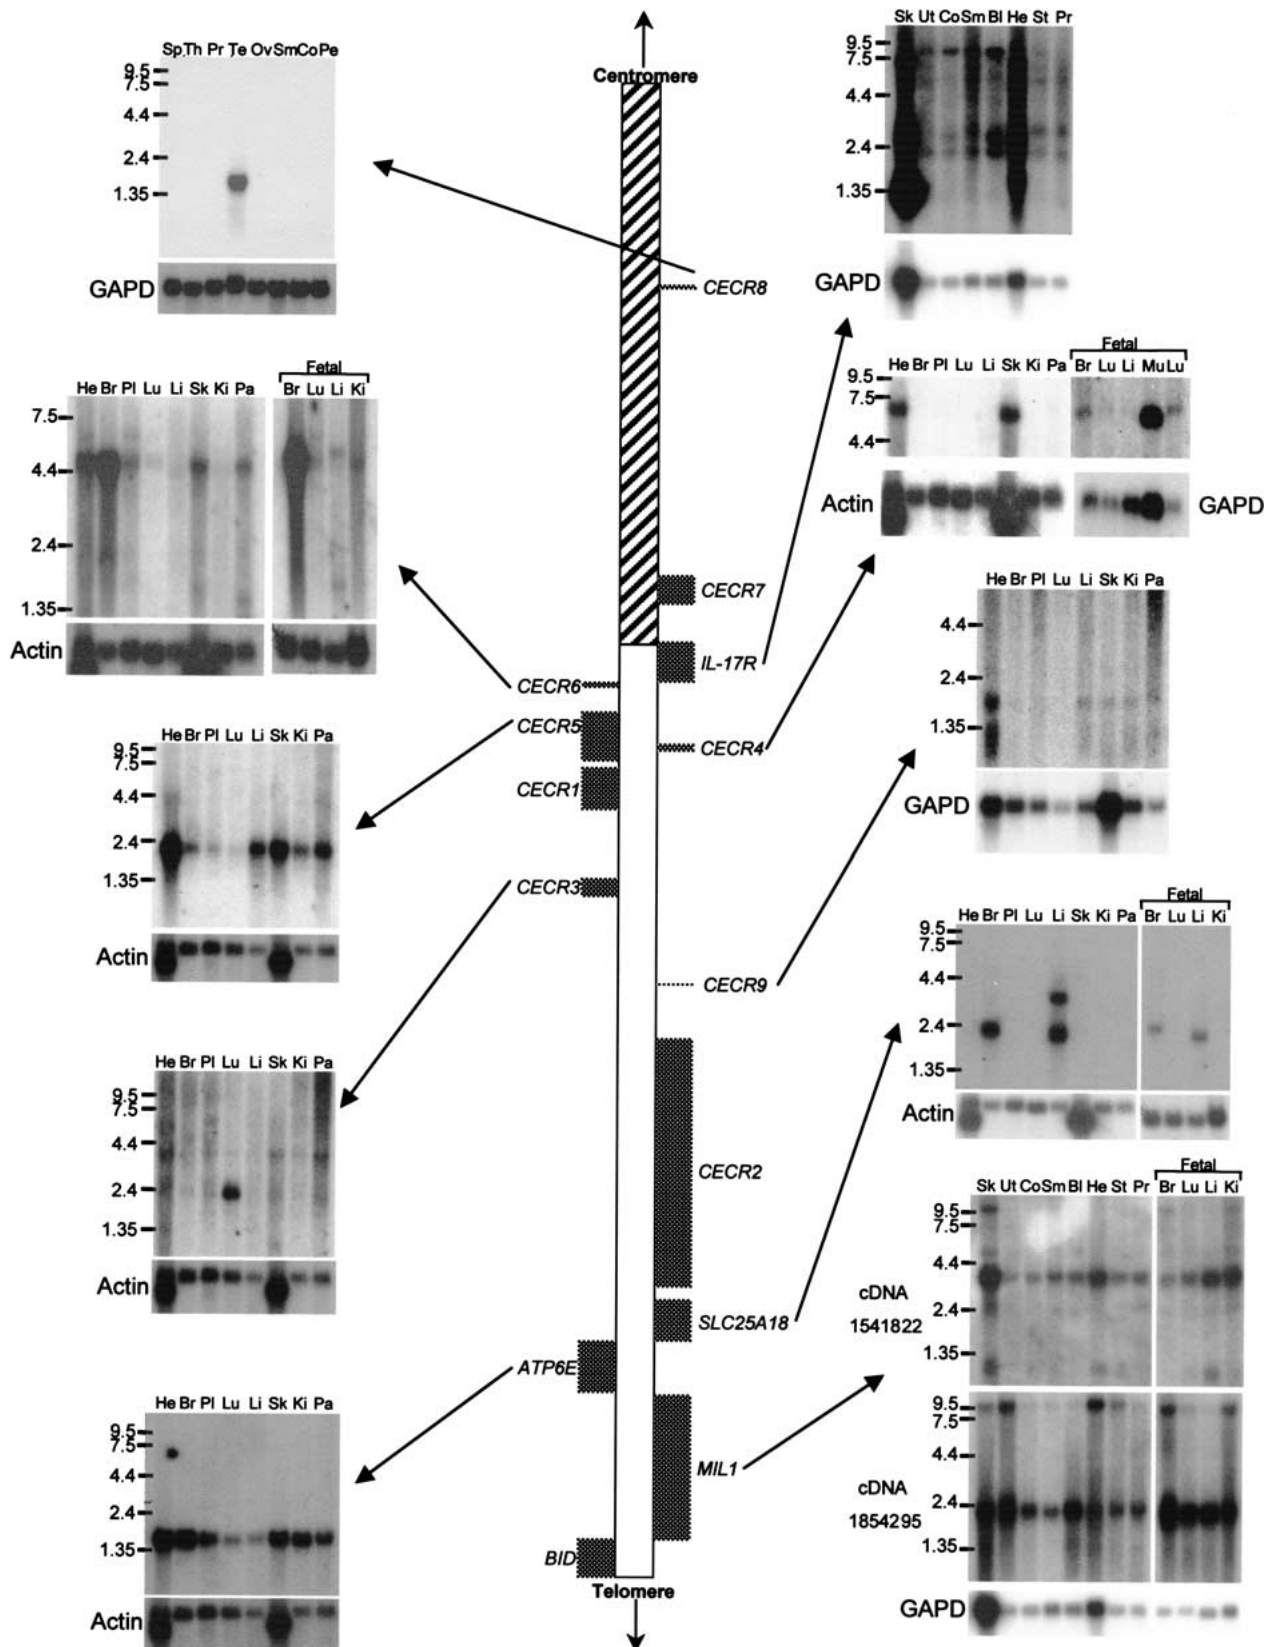 Centromere
CECR8
CECR7
IL-17R
CECR6
CECR5
CECR4
CECR1
CECR3
CECR9
CECR2
SLC25A18
ATP6E
MIL1
BID
Telomere
Sp Th Pr Te Ov Sm Co Pe
9.5
7.5
4.4
2.4
1.35
GAPD
Fetal
He Br Pl Lu Li Sk Ki Pa Br Lu Li Ki
7.5
4.4
2.4
1.35
Actin
He Br Pl Lu Li Sk Ki Pa
9.5
7.5
4.4
2.4
1.35
Actin
He Br Pl Lu Li Sk Ki Pa
9.5
7.5
4.4
2.4
1.35
Actin
He Br Pl Lu Li Sk Ki Pa
9.5
7.5
4.4
2.4
1.35
Actin
Sk Ut Co Sm Bl He St Pr
9.5
7.5
4.4
2.4
1.35
GAPD
Fetal
He Br Pl Lu Li Sk Ki Pa Br Lu Li Mu Lu
9.5
7.5
4.4
Actin GAPD
He Br Pl Lu Li Sk Ki Pa
4.4
2.4
1.35
GAPD
Fetal
He Br Pl Lu Li Sk Ki Pa Br Lu Li Ki
9.5
7.5
4.4
2.4
1.35
Actin
Fetal
Sk Ut Co Sm Bl He St Pr Br Lu Li Ki
9.5
7.5
4.4
cDNA
2.4
1541822
1.35
9.5
7.5
4.4
cDNA
2.4
1854295
1.35
GAPD